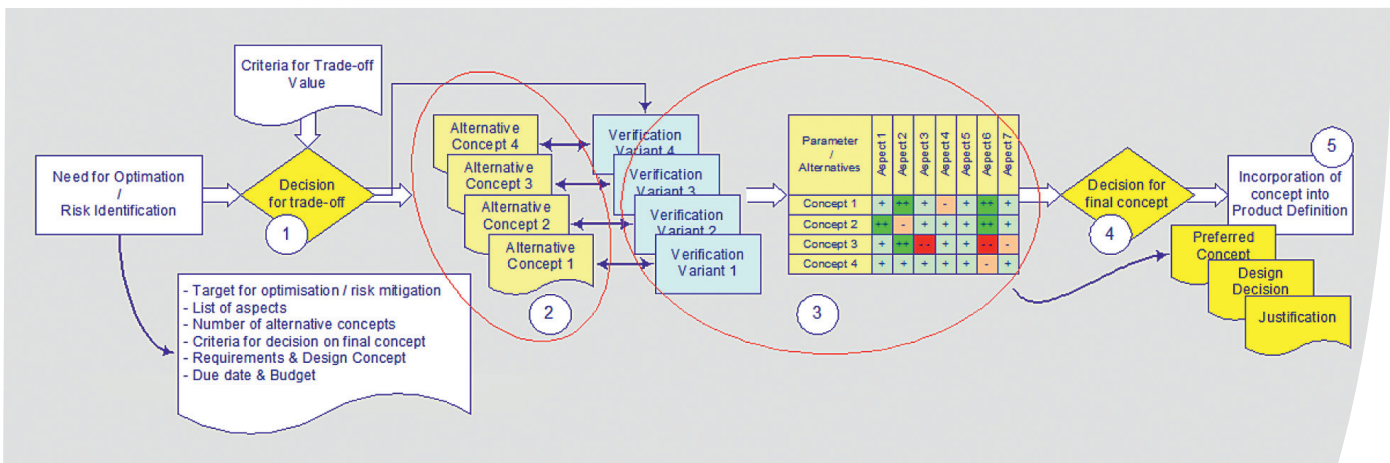 Criteria for Trade-off
Value
Need for Optimation
/
Risk Identification
Decision
for trade-off
1
- Target for optimisation / risk mitigation
- List of aspects
- Number of alternative concepts
- Criteria for decision on final concept
- Requirements & Design Concept
- Due date & Budget
Alternative
Concept 4
Alternative
Concept 3
Alternative
Concept 2
Alternative
Concept 1
2
Verification
Variant 4
Verification
Variant 3
Verification
Variant 2
Verification
Variant 1
Parameter
/
Alternatives
Aspect 1
Aspect 2
Aspect 3
Aspect 4
Aspect 5
Aspect 6
Aspect 7
Concept 1 + ++ + - + ++ +
Concept 2 ++ - + + + ++ +
Concept 3 + ++ -- + + -- -
Concept 4 + + + + + - +
3
Decision for
final concept
4
5
Incorporation of
concept into
Product Definition
Preferred
Concept
Design
Decision
Justification